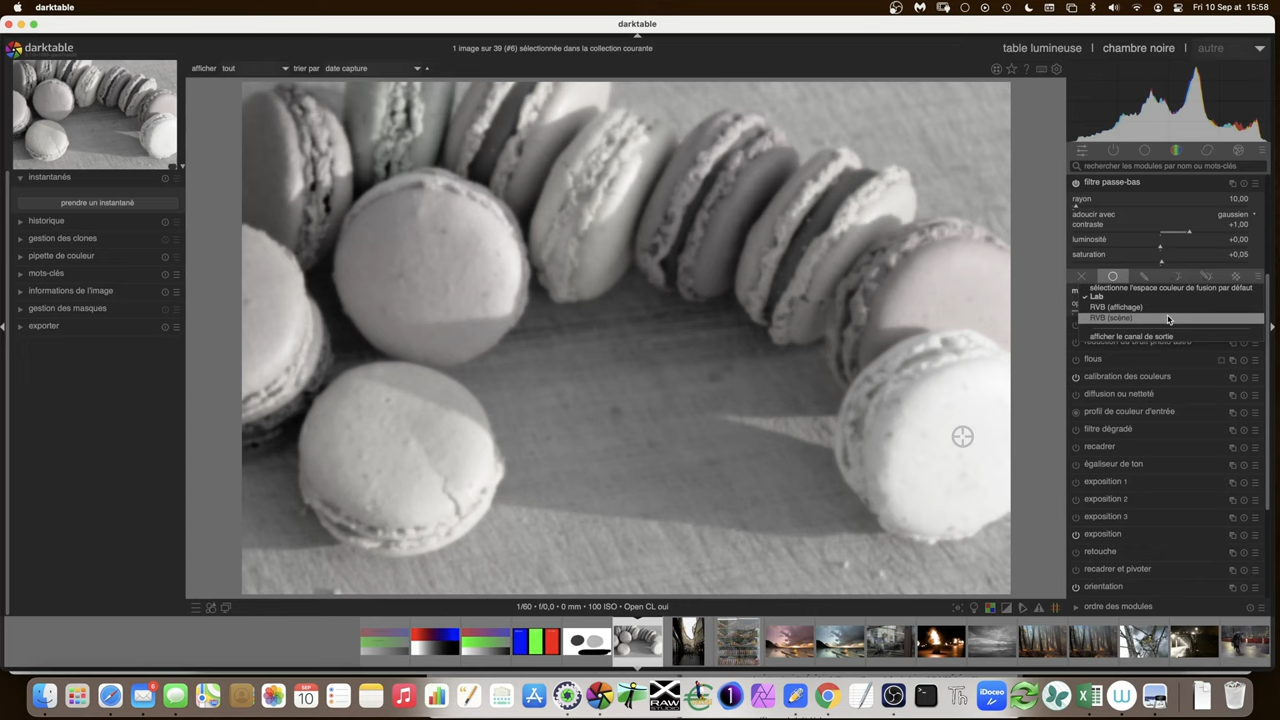 darktable
Fri 10 Sep at 15:58
darktable
darktable
1 image sur 39 (#6) sélectionnée dans la collection courante
table lumineuse | chambre noire | autre
afficher tout trier par date capture
rechercher les modules par nom ou mots-clés
instantanés
prendre un instantané
historique
gestion des clones
pipette de couleur
mots-clés
informations de l'image
gestion des masques
exporter
filtre passe-bas
rayon 10,00
adoucir avec gaussien
contraste +1,00
luminosité +0,00
saturation +0,05
sélectionne l'espace couleur de fusion par défaut
Lab
RVB (affichage)
RVB (scène)
afficher le canal de sortie
flous
calibration des couleurs
diffusion ou netteté
profil de couleur d'entrée
filtre dégradé
recadrer
égaliseur de ton
exposition 1
exposition 2
exposition 3
exposition
retouche
recadrer et pivoter
orientation
ordre des modules
1/60 • f/0,0 • 0 mm • 100 ISO • Open CL oui
SEP
10
RAW
iDoceo